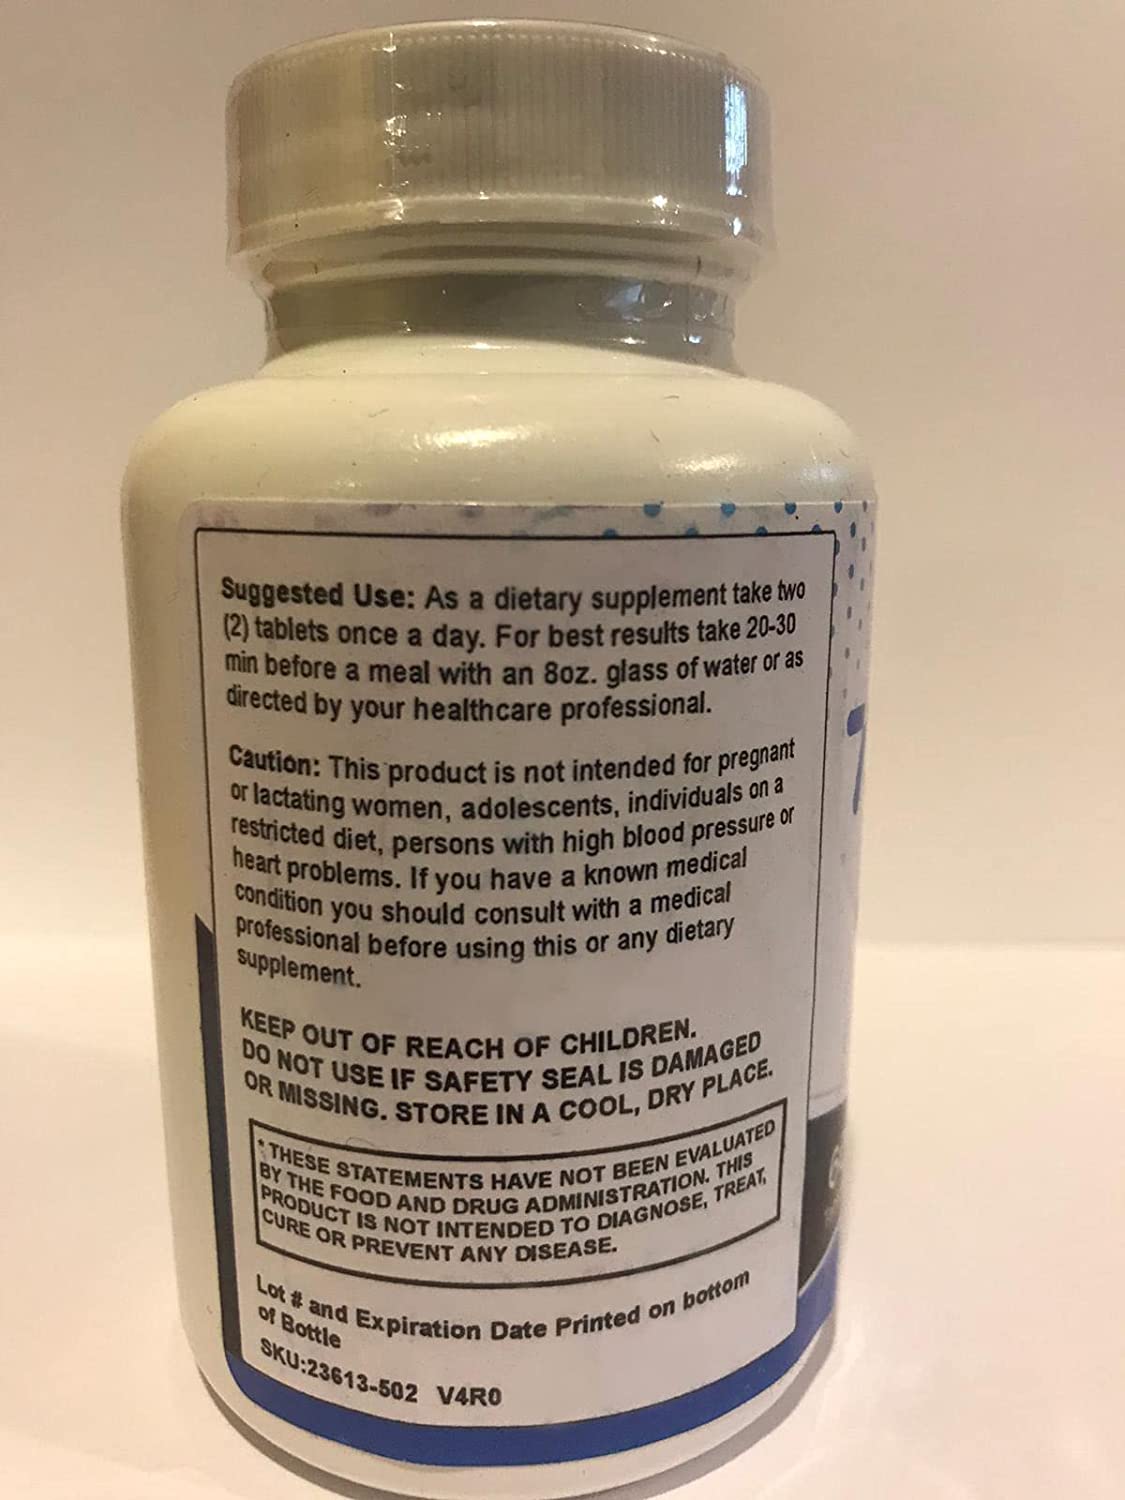 Suggested Use: As a dietary supplement take two
(2) tablets once a day. For best results take 20-30
min before a meal with an 8oz. glass of water or as
directed by your healthcare professional.
Caution: This product is not intended for pregnant
or lactating women, adolescents, individuals on a
restricted diet, persons with high blood pressure or
heart problems. If you have a known medical
condition you should consult with a medical
professional before using this or any dietary
supplement.
KEEP OUT OF REACH OF CHILDREN.
DO NOT USE IF SAFETY SEAL IS DAMAGED
OR MISSING. STORE IN A COOL, DRY PLACE.
* THESE STATEMENTS HAVE NOT BEEN EVALUATED
BY THE FOOD AND DRUG ADMINISTRATION. THIS
PRODUCT IS NOT INTENDED TO DIAGNOSE, TREAT,
CURE OR PREVENT ANY DISEASE.
Lot # and Expiration Date Printed on bottom
of Bottle
SKU:23613-502 V4R0